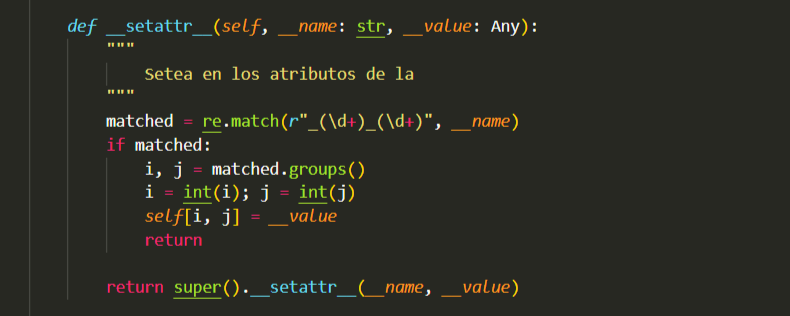 def __setattr__(self, __name: str, __value: Any):
"""
Setea en los atributos de la
"""
matched = re.match(r"_(\d+)_(\d+)", __name)
if matched:
i, j = matched.groups()
i = int(i); j = int(j)
self[i, j] = __value
return
return super().__setattr__(__name, __value)